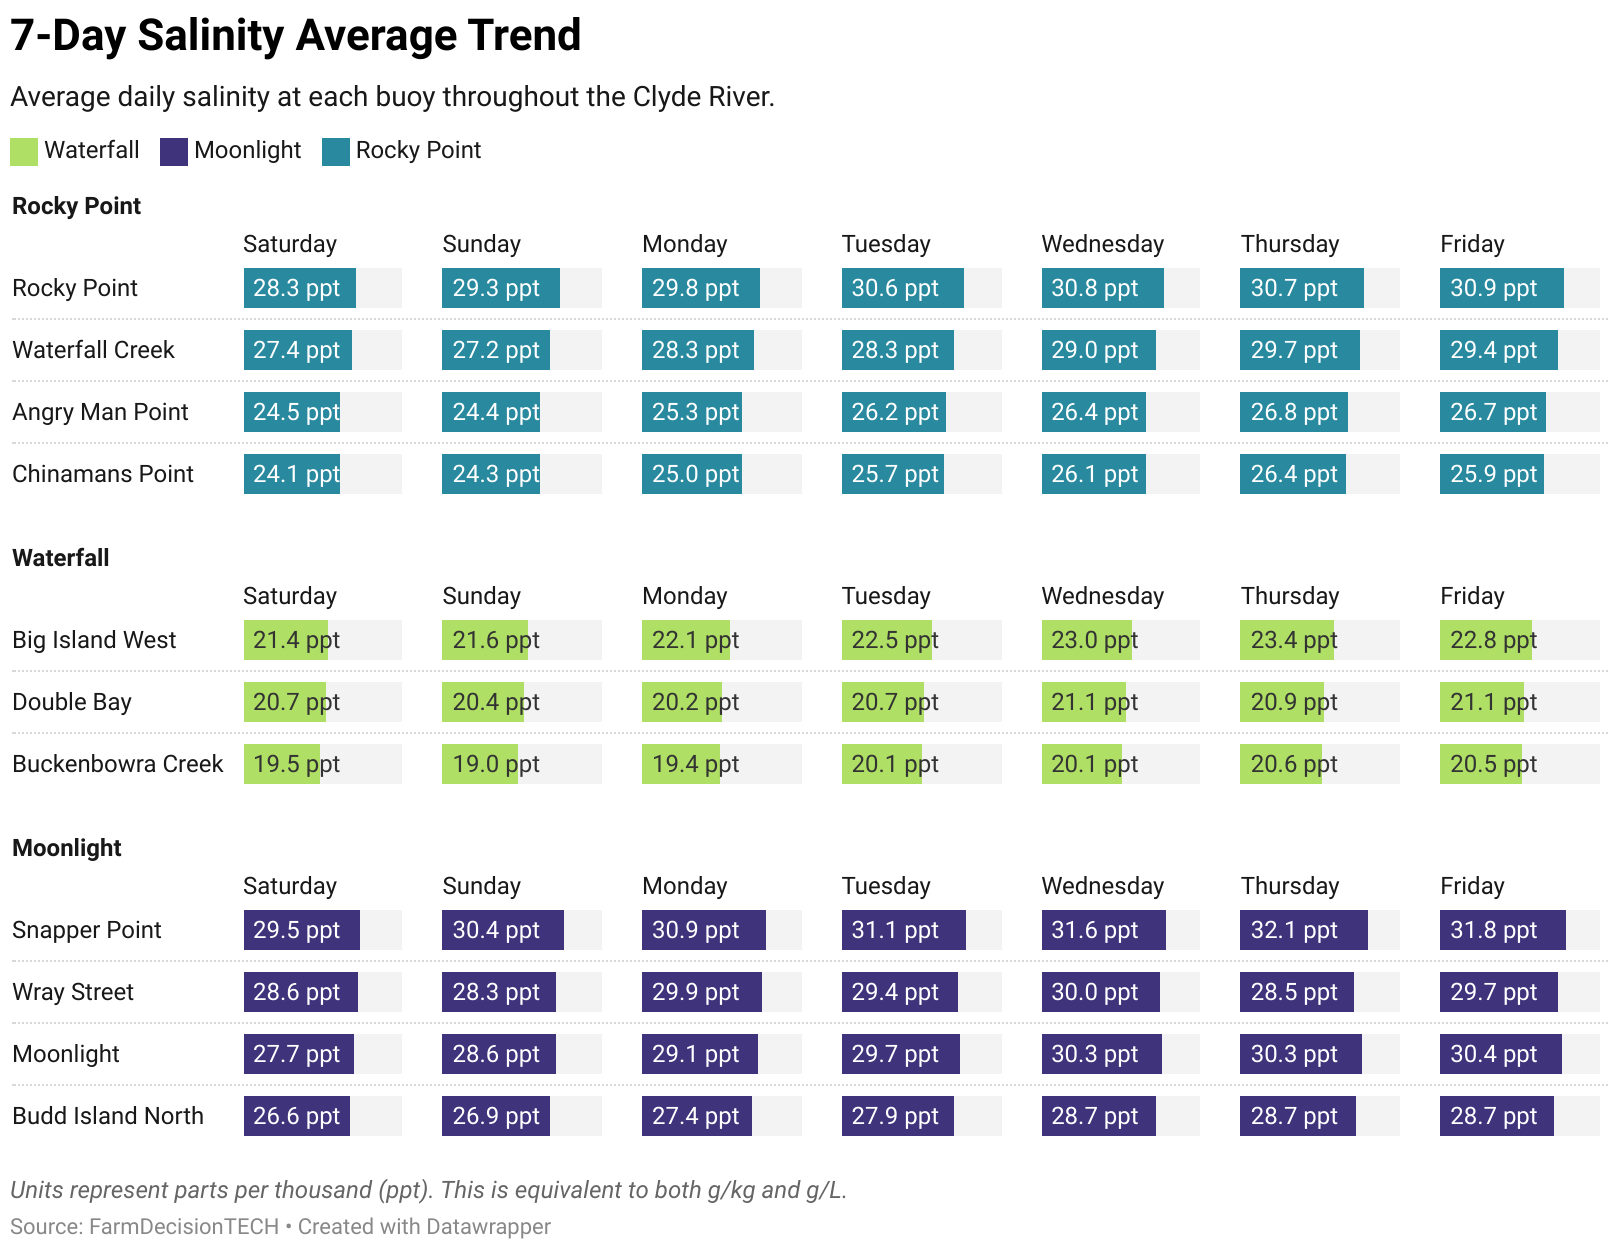 7-Day Salinity Average Trend
Average daily salinity at each buoy throughout the Clyde River.
Waterfall Moonlight Rocky Point
Rocky Point
Saturday Sunday Monday Tuesday Wednesday Thursday Friday
Rocky Point 28.3 ppt 29.3 ppt 29.8 ppt 30.6 ppt 30.8 ppt 30.7 ppt 30.9 ppt
Waterfall Creek 27.4 ppt 27.2 ppt 28.3 ppt 28.3 ppt 29.0 ppt 29.7 ppt 29.4 ppt
Angry Man Point 24.5 ppt 24.4 ppt 25.3 ppt 26.2 ppt 26.4 ppt 26.8 ppt 26.7 ppt
Chinamans Point 24.1 ppt 24.3 ppt 25.0 ppt 25.7 ppt 26.1 ppt 26.4 ppt 25.9 ppt
Waterfall
Saturday Sunday Monday Tuesday Wednesday Thursday Friday
Big Island West 21.4 ppt 21.6 ppt 22.1 ppt 22.5 ppt 23.0 ppt 23.4 ppt 22.8 ppt
Double Bay 20.7 ppt 20.4 ppt 20.2 ppt 20.7 ppt 21.1 ppt 20.9 ppt 21.1 ppt
Buckenbowra Creek 19.5 ppt 19.0 ppt 19.4 ppt 20.1 ppt 20.1 ppt 20.6 ppt 20.5 ppt
Moonlight
Saturday Sunday Monday Tuesday Wednesday Thursday Friday
Snapper Point 29.5 ppt 30.4 ppt 30.9 ppt 31.1 ppt 31.6 ppt 32.1 ppt 31.8 ppt
Wray Street 28.6 ppt 28.3 ppt 29.9 ppt 29.4 ppt 30.0 ppt 28.5 ppt 29.7 ppt
Moonlight 27.7 ppt 28.6 ppt 29.1 ppt 29.7 ppt 30.3 ppt 30.3 ppt 30.4 ppt
Budd Island North 26.6 ppt 26.9 ppt 27.4 ppt 27.9 ppt 28.7 ppt 28.7 ppt 28.7 ppt
Units represent parts per thousand (ppt). This is equivalent to both g/kg and g/L.
Source: FarmDecisionTECH • Created with Datawrapper